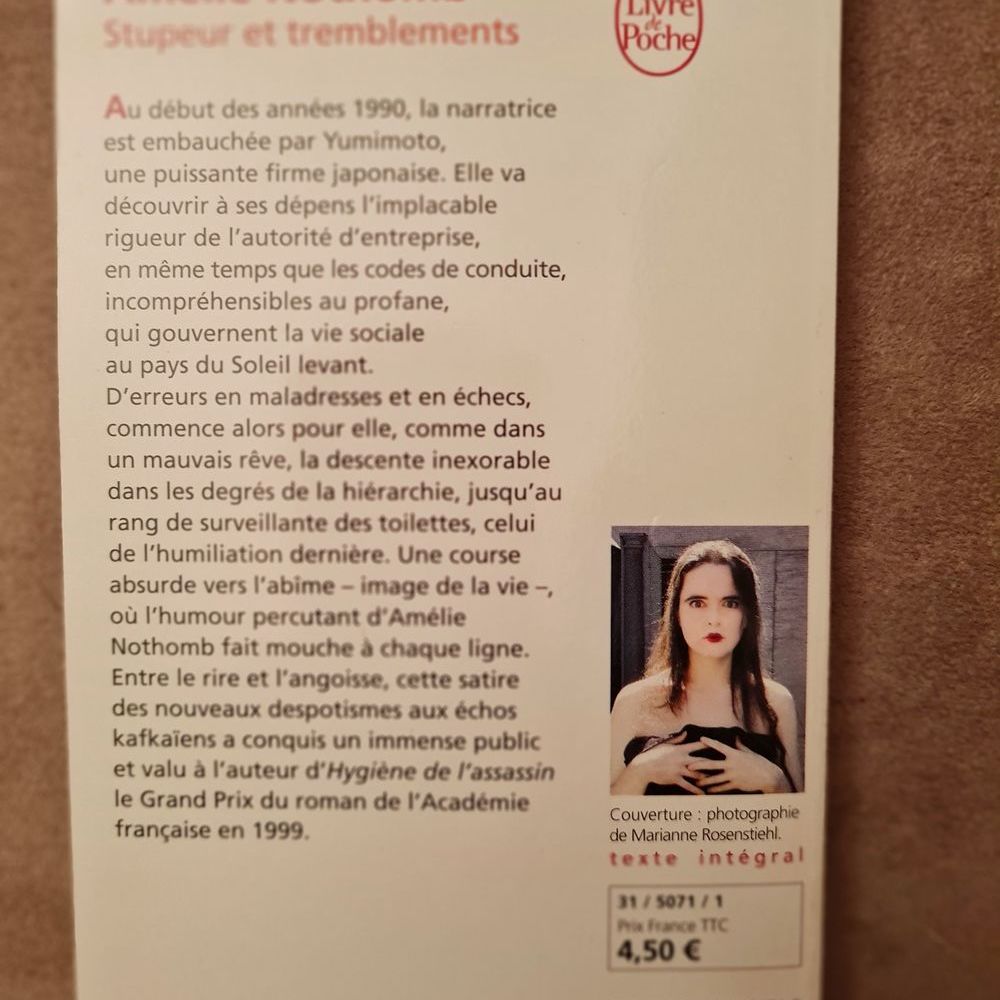 Stupeur et tremblements
Livre
de
Poche
Au début des années 1990, la narratrice
est embauchée par Yumimoto,
une puissante firme japonaise. Elle va
découvrir à ses dépens l'implacable
rigueur de l'autorité d'entreprise,
en même temps que les codes de conduite,
incompréhensibles au profane,
qui gouvernent la vie sociale
au pays du Soleil levant.
D'erreurs en maladresses et en échecs,
commence alors pour elle, comme dans
un mauvais rêve, la descente inexorable
dans les degrés de la hiérarchie, jusqu'au
rang de surveillante des toilettes, celui
de l'humiliation dernière. Une course
absurde vers l'abîme – image de la vie –,
où l'humour percutant d'Amélie
Nothomb fait mouche à chaque ligne.
Entre le rire et l'angoisse, cette satire
des nouveaux despotismes aux échos
kafkaïens a conquis un immense public
et valu à l'auteur d'Hygiène de l'assassin
le Grand Prix du roman de l'Académie
française en 1999.
Couverture : photographie
de Marianne Rosenstiehl.
texte intégral
31 / 5071 / 1
Prix France TTC
4,50 €